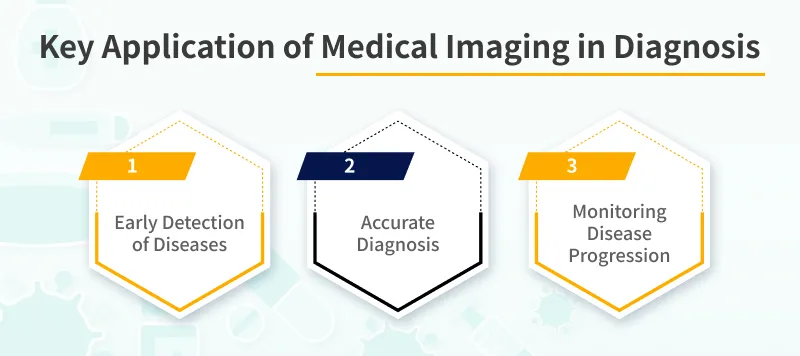 Key Application of Medical Imaging in Diagnosis
1
Early Detection
of Diseases
2
Accurate
Diagnosis
3
Monitoring
Disease
Progression